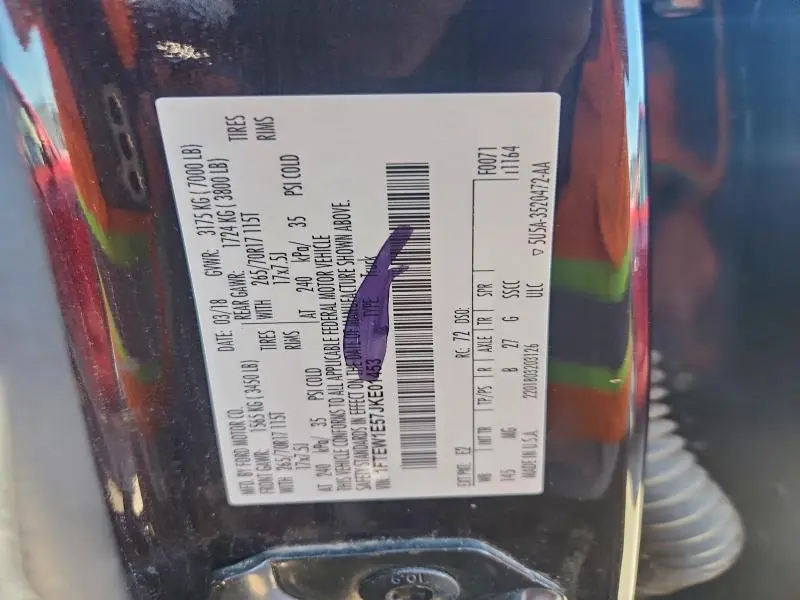 MFD. BY FORD MOTOR CO.
DATE: 03/18
GVWR: 3175 KG ( 7000 LB)
FRONT GAWR: 1565 KG ( 3450 LB)
REAR GAWR: 1724 KG ( 3800 LB)
WITH 265/70R17 115T TIRES
WITH 265/70R17 115T TIRES
17x7.5J RIMS
17x7.5J RIMS
AT 240 kPa/ 35 PSI COLD
AT 240 kPa/ 35 PSI COLD
THIS VEHICLE CONFORMS TO ALL APPLICABLE FEDERAL MOTOR VEHICLE
SAFETY STANDARDS IN EFFECT ON THE DATE OF MANUFACTURE SHOWN ABOVE.
VIN: 1FTEW1E57JKE01453
TYPE: Truck
F0071
11164
EXT PNT: E2 RC: 72 DSO:
WB INT TR TP/PS R AXLE TR SPR
145 MG B 27 G SSCC
MADE IN U.S.A. 2201803203126 ULC
▽ 5U5A-3520472-AA